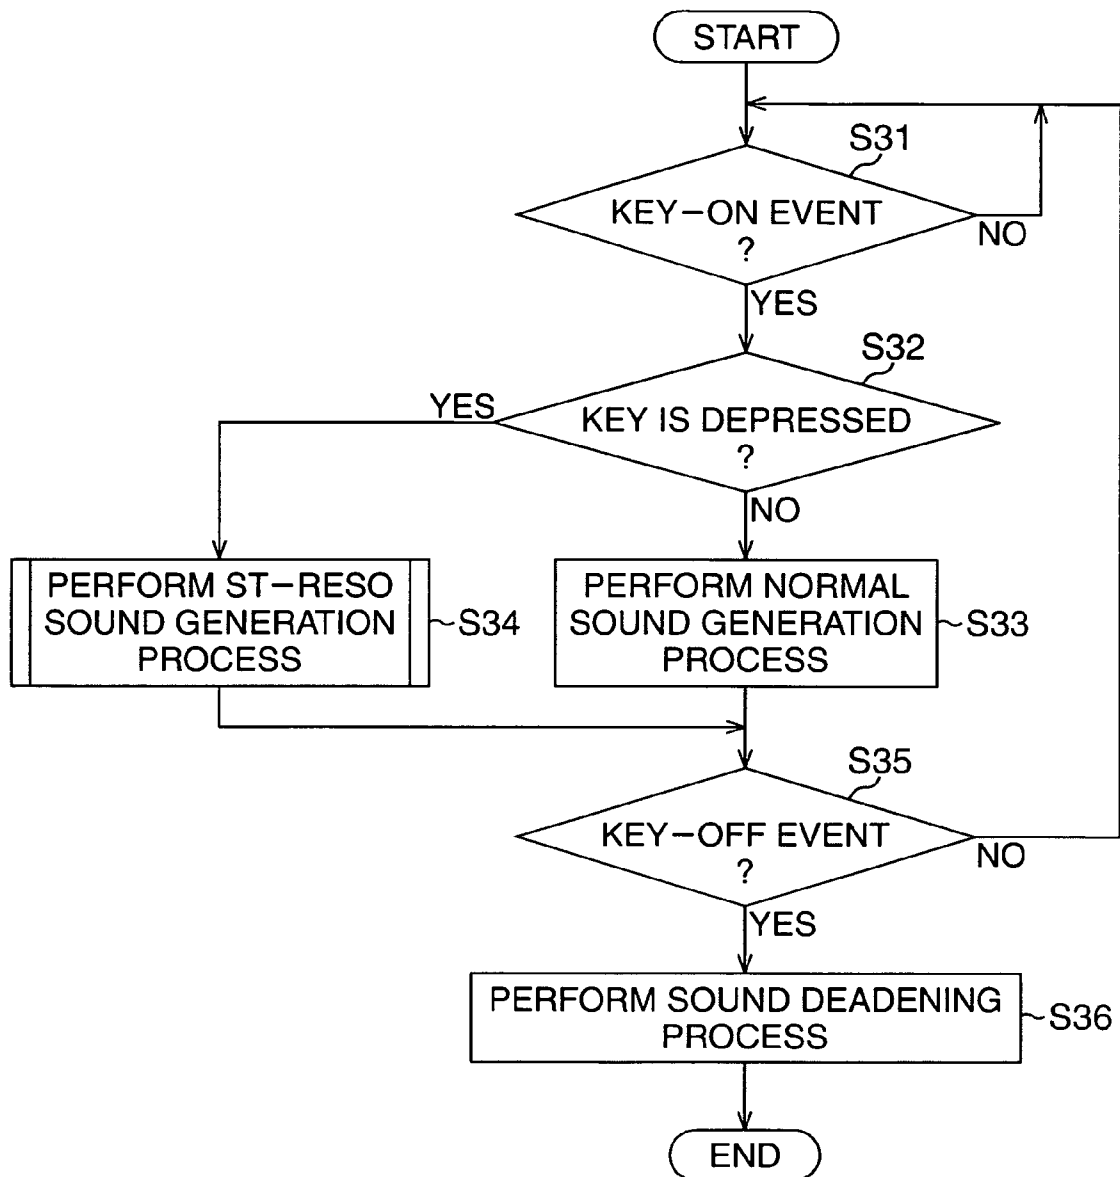 START
S31
KEY-ON EVENT
?
NO
YES
S32
YES
KEY IS DEPRESSED
?
NO
PERFORM ST-RESO
SOUND GENERATION
PROCESS
S34
PERFORM NORMAL
SOUND GENERATION
PROCESS
S33
S35
KEY-OFF EVENT
?
NO
YES
PERFORM SOUND DEADENING
PROCESS
S36
END